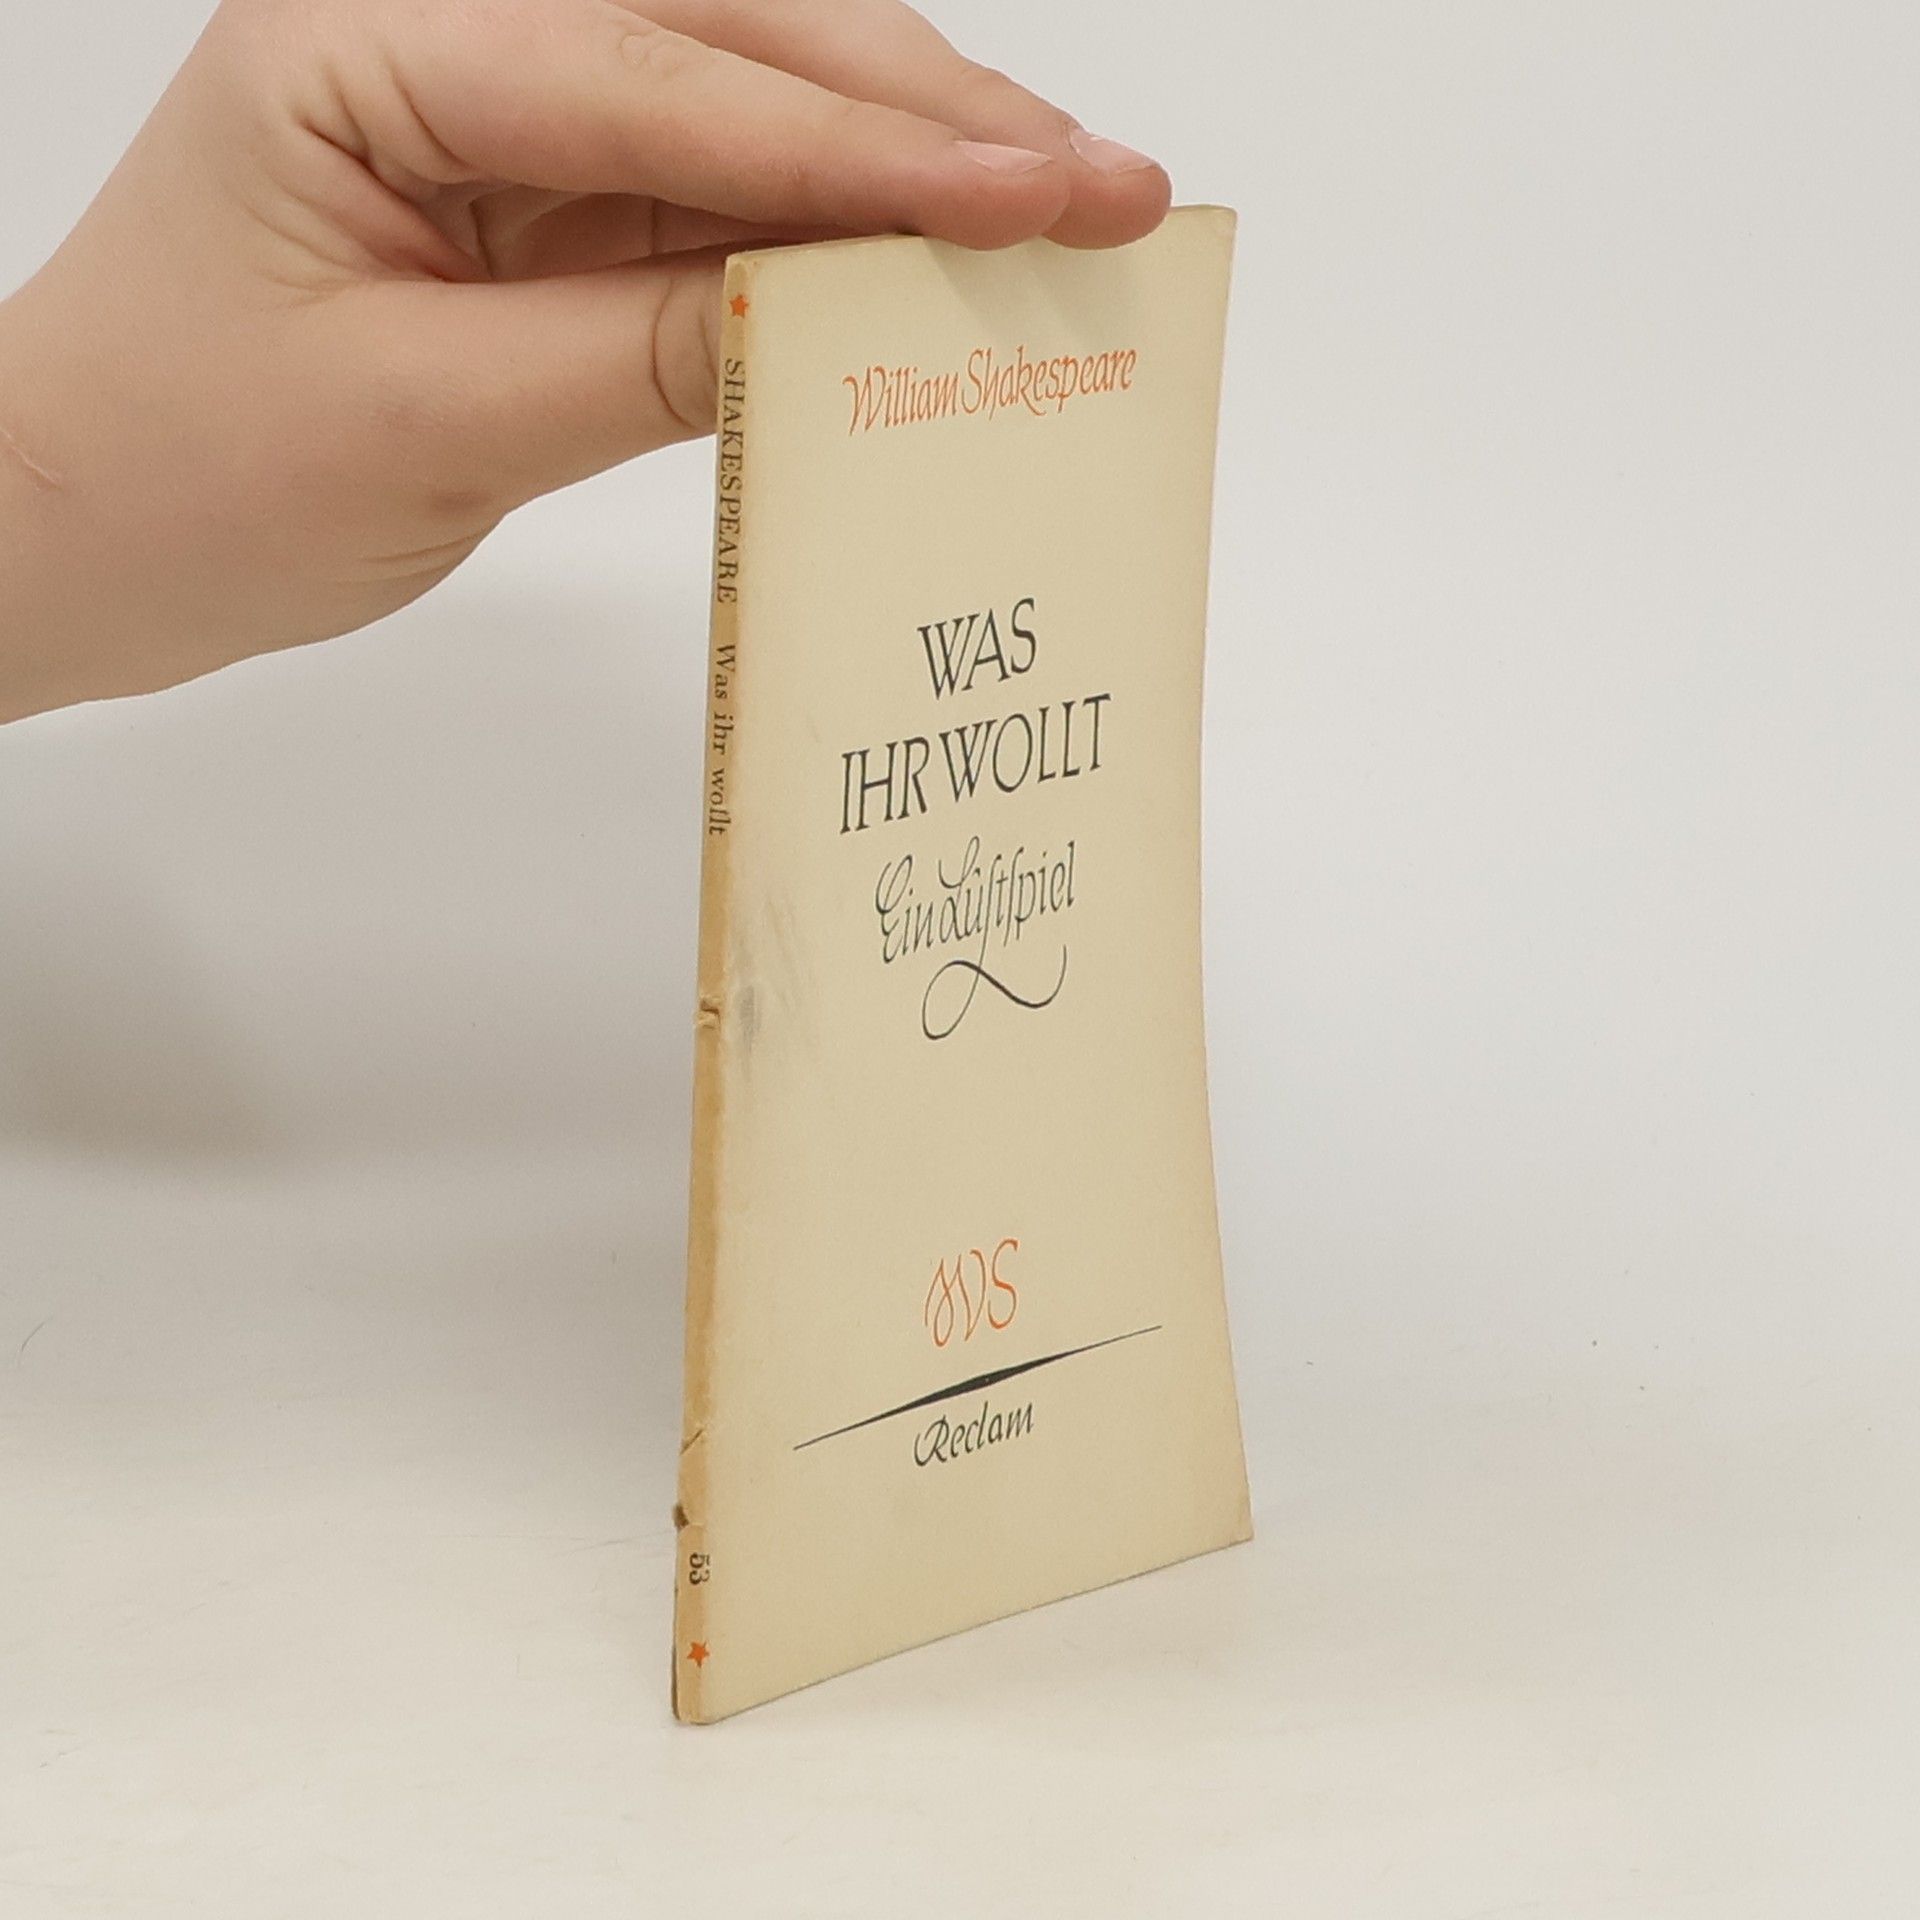 William Shakespeare
WAS
IHR WOLLT
Ein Luſtſpiel
WS
Reclam
SHAKESPEARE Was ihr wollt
53